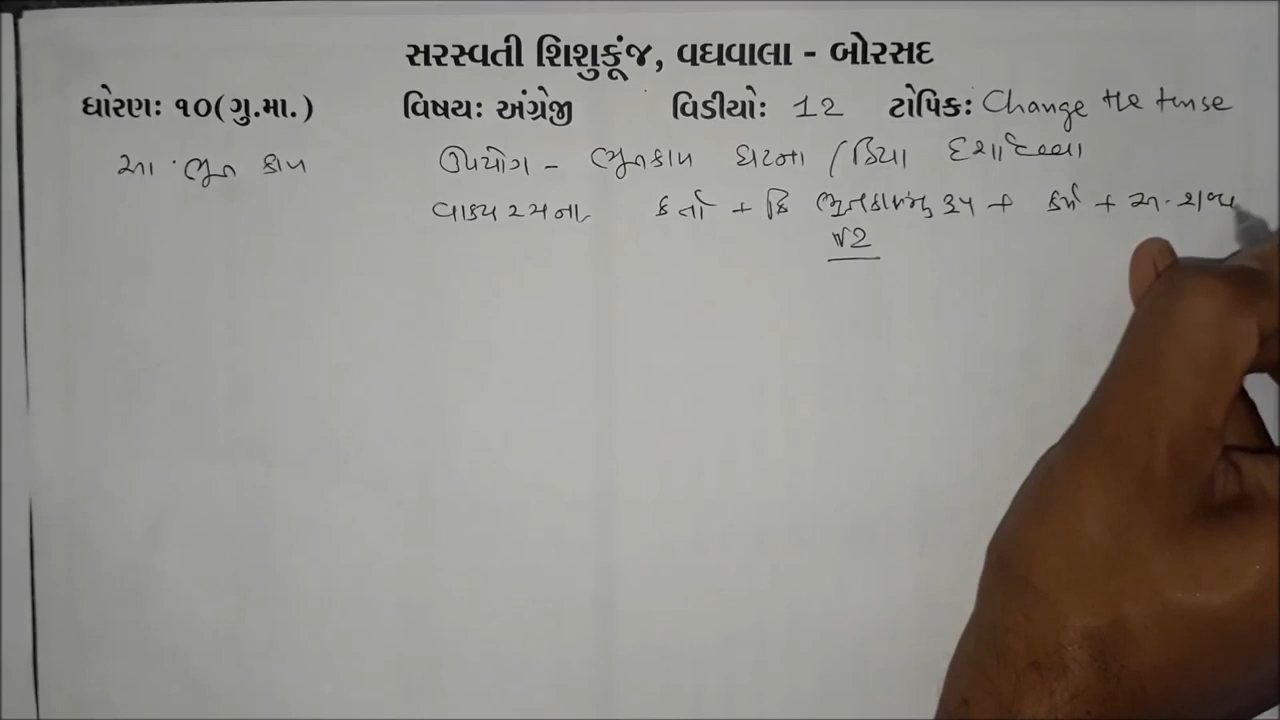 સરસ્વતી શિશુકૂંજ, વઘવાલા - બોરસદ
ધોરણઃ ૧૦(ગુ.મા.) વિષયઃ અંગ્રેજી વિડીયોઃ 12 ટોપિકઃ Change the tense
સા. ભૂત કાળ ઉપયોગ - ભૂતકાળ ઘટના / ક્રિયા દર્શાવવા
વાક્ય રચના કર્તા + ક્રિ ભૂતકાળનું રૂપ + કર્મ + અ. શબ્દ
V2